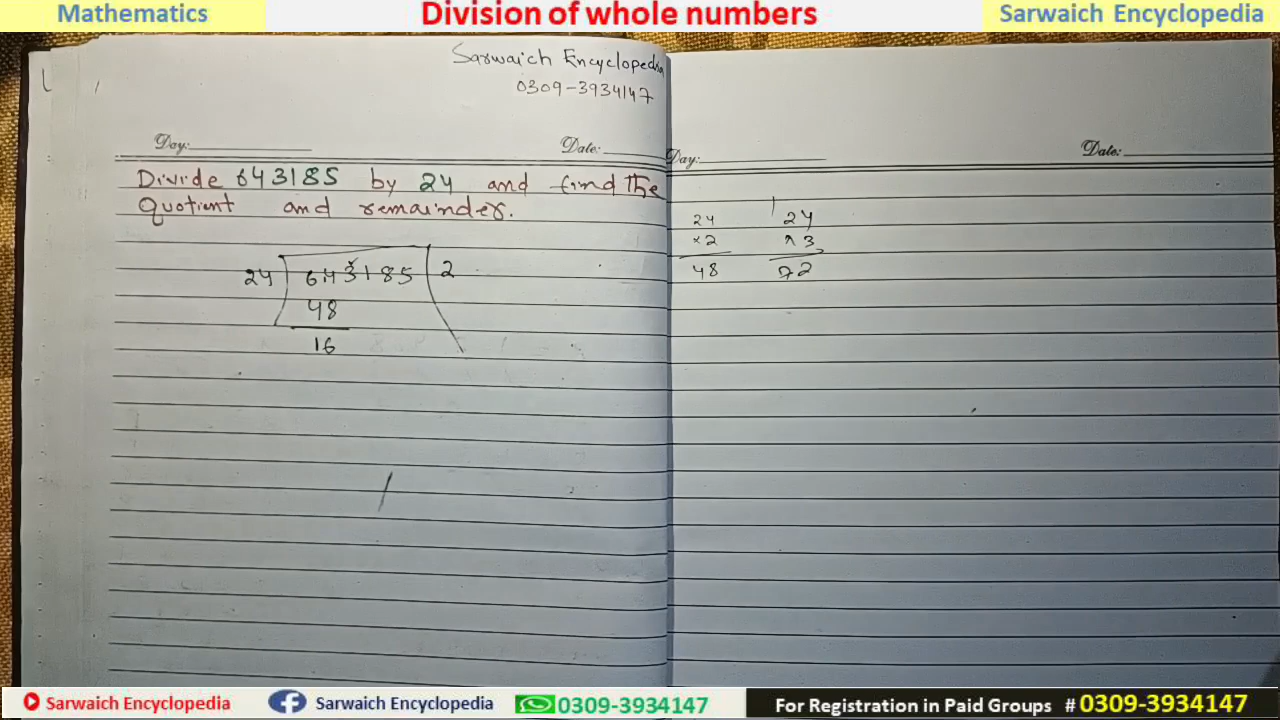 Mathematics
Division of whole numbers
Sarwaich Encyclopedia
Sarwaich Encyclopedia
0309-3934147
Day:
Date:
Day:
Date:
Divide 643185 by 24 and find the
Quotient and remainder.
24 643185 2
48
16
24 24
×2 ×3
48 72
Sarwaich Encyclopedia
Sarwaich Encyclopedia
0309-3934147
For Registration in Paid Groups # 0309-3934147